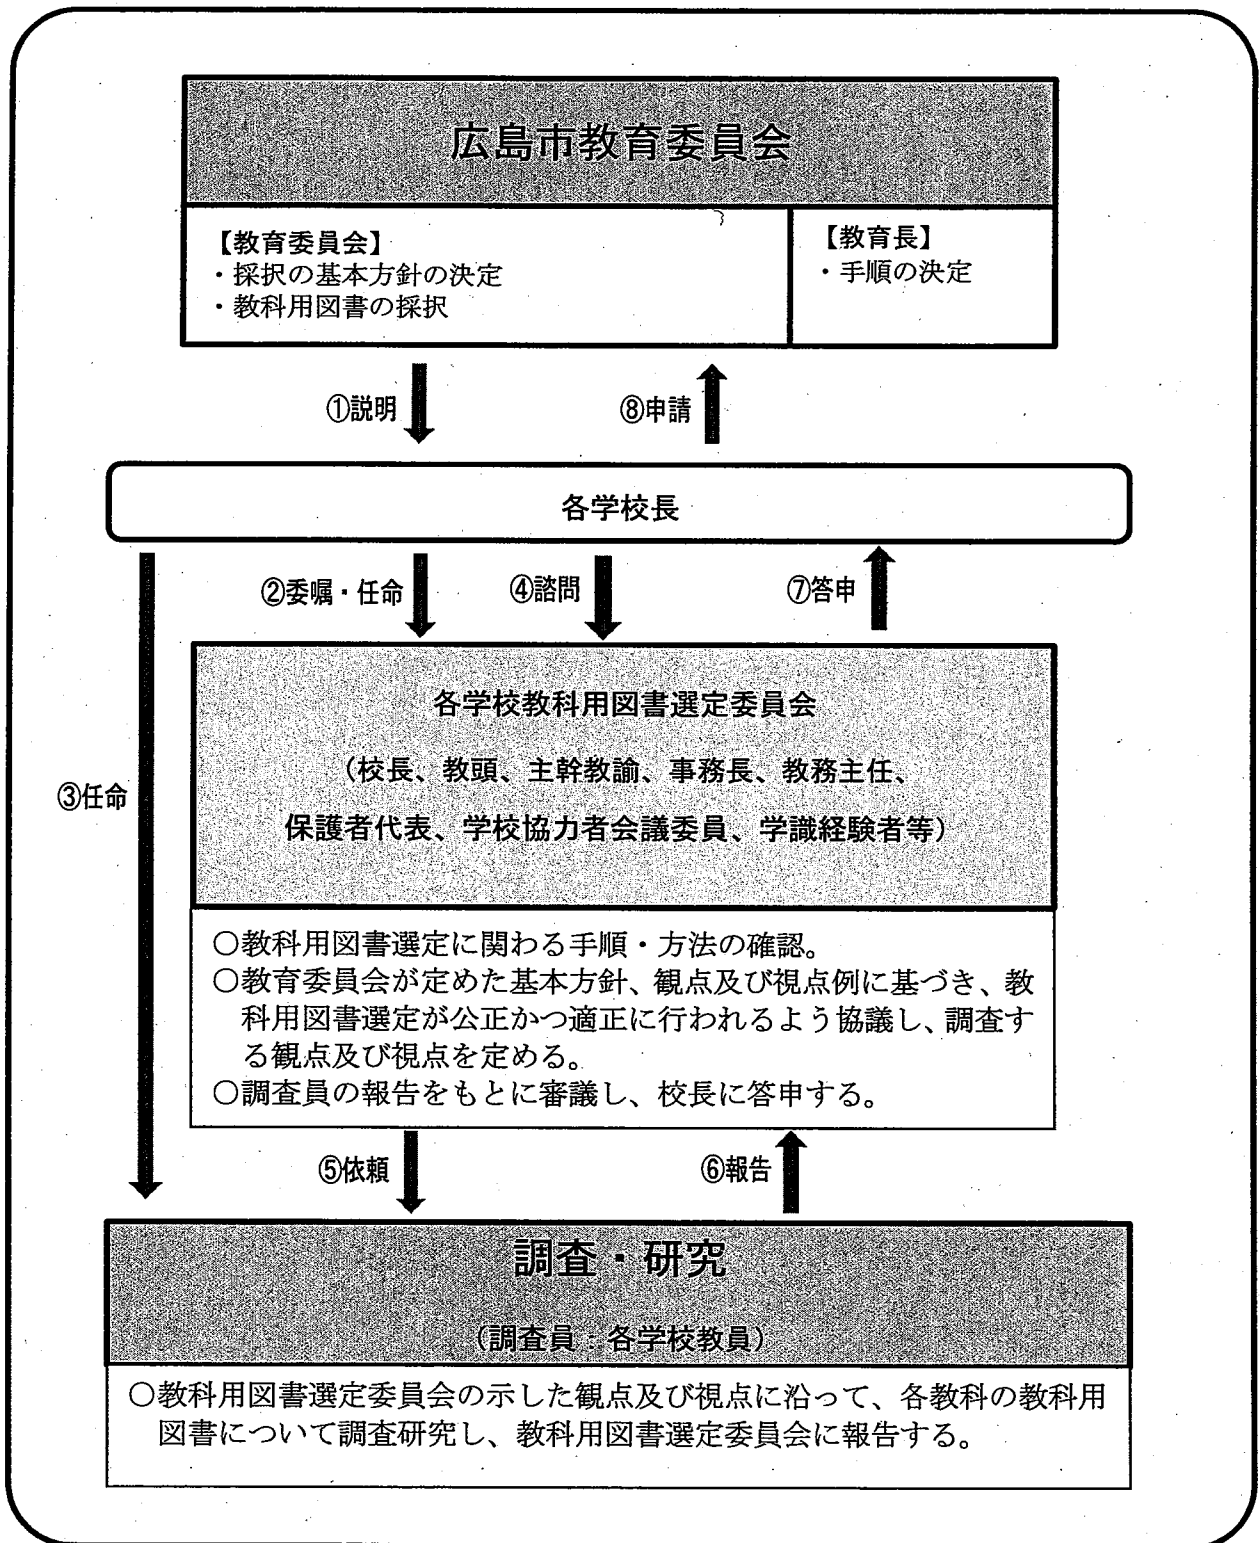 広島市教育委員会
【教育委員会】
・採択の基本方針の決定
・教科用図書の採択
【教育長】
・手順の決定
①説明
⑧申請
各学校長
②委嘱・任命
④諮問
⑦答申
③任命
各学校教科用図書選定委員会
（校長、教頭、主幹教諭、事務長、教務主任、
保護者代表、学校協力者会議委員、学識経験者等）
○教科用図書選定に関わる手順・方法の確認。
○教育委員会が定めた基本方針、観点及び視点例に基づき、教
科用図書選定が公正かつ適正に行われるよう協議し、調査す
る観点及び視点を定める。
○調査員の報告をもとに審議し、校長に答申する。
⑤依頼
⑥報告
調査・研究
（調査員：各学校教員）
○教科用図書選定委員会の示した観点及び視点に沿って、各教科の教科用
図書について調査研究し、教科用図書選定委員会に報告する。